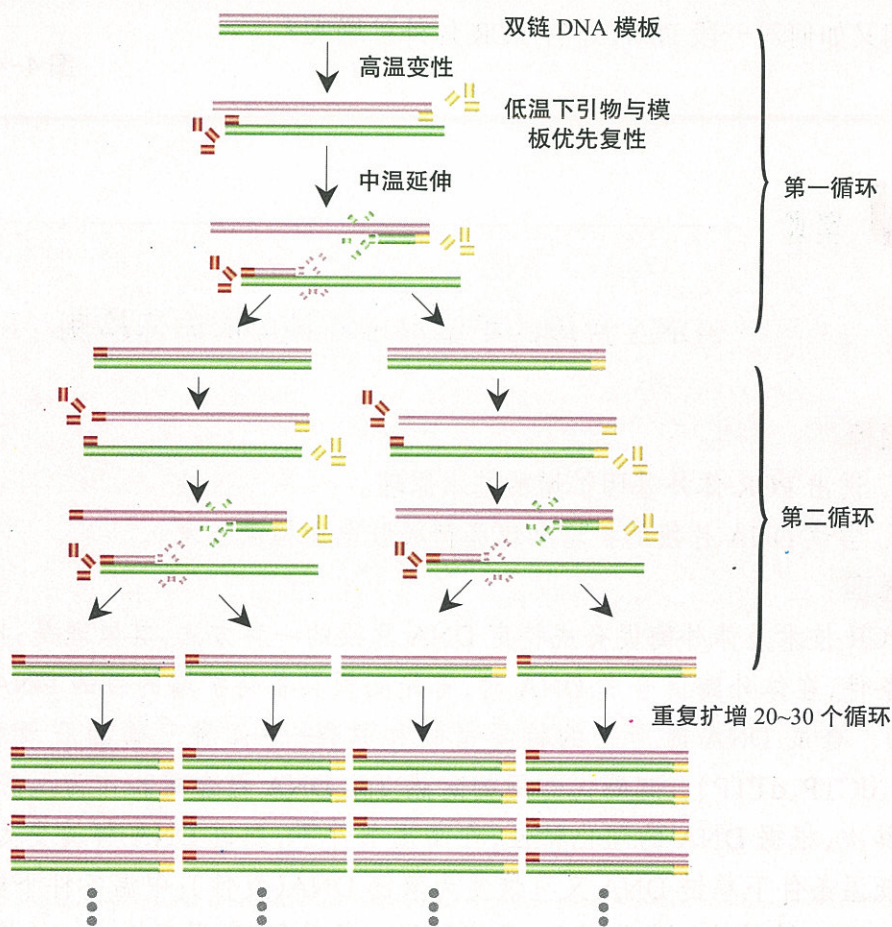 图 4-
双链 DNA 模板
高温变性
低温下引物与模
板优先复性
中温延伸
第一循环
第二循环
重复扩增 20~30 个循环